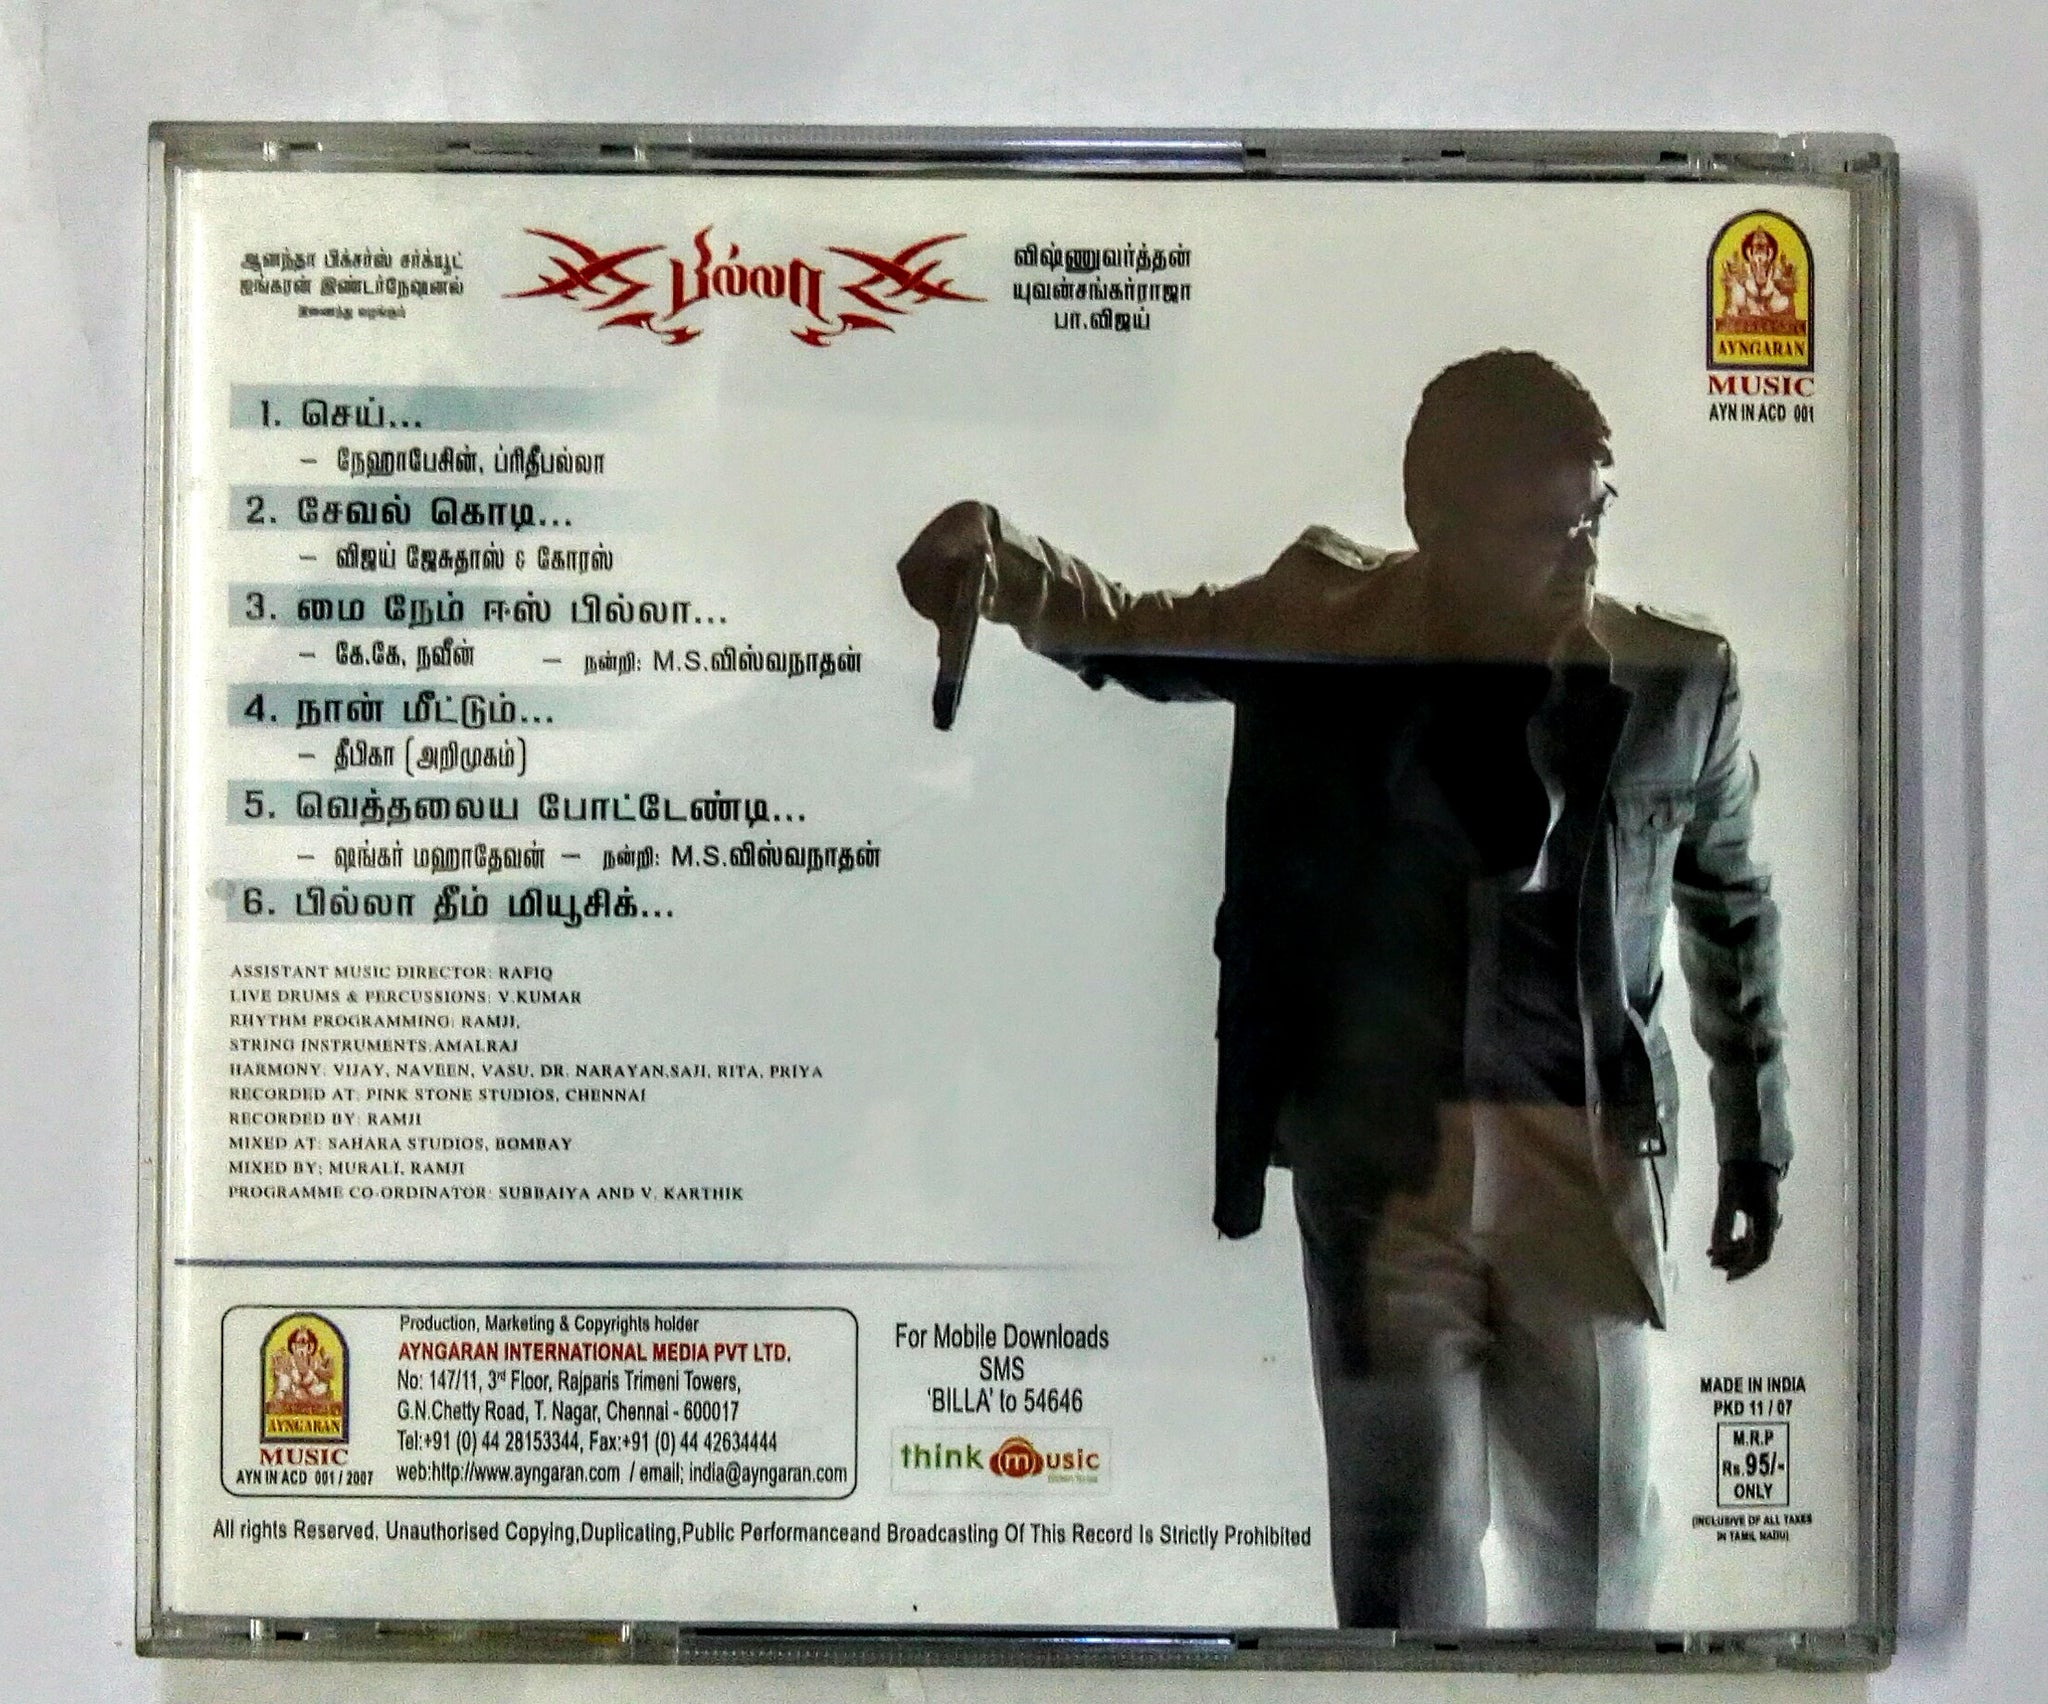 ஆனந்தா பிக்சர்ஸ் சர்க்யூட்
ஐங்கரன் இண்டர்நேஷனல்
இணைந்து வழங்கும்
பில்லா
விஷ்ணுவர்த்தன்
யுவன்சங்கர்ராஜா
பா.விஜய்
AYNGARAN
MUSIC
AYN IN ACD 001
1. செய்...
– நேஹாபேசின், ப்ரிதீபல்லா
2. சேவல் கொடி...
– விஜய் ஜேசுதாஸ் & கோரஸ்
3. மை நேம் ஈஸ் பில்லா...
– கே.கே, நவீன் – நன்றி: M.S.விஸ்வநாதன்
4. நான் மீட்டும்...
– தீபிகா (அறிமுகம்)
5. வெத்தலைய போட்டேண்டி...
– ஷங்கர் மஹாதேவன் – நன்றி: M.S.விஸ்வநாதன்
6. பில்லா தீம் மியூசிக்...
ASSISTANT MUSIC DIRECTOR: RAFIQ
LIVE DRUMS & PERCUSSIONS: V.KUMAR
RHYTHM PROGRAMMING: RAMJI,
STRING INSTRUMENTS:AMALRAJ
HARMONY: VIJAY, NAVEEN, VASU, DR. NARAYAN,SAJI, RITA, PRIYA
RECORDED AT: PINK STONE STUDIOS, CHENNAI
RECORDED BY: RAMJI
MIXED AT: SAHARA STUDIOS, BOMBAY
MIXED BY; MURALI, RAMJI
PROGRAMME CO-ORDINATOR: SUBBAIYA AND V. KARTHIK
AYNGARAN
MUSIC
AYN IN ACD 001 / 2007
Production, Marketing & Copyrights holder
AYNGARAN INTERNATIONAL MEDIA PVT LTD.
No: 147/11, 3rd Floor, Rajparis Trimeni Towers,
G.N.Chetty Road, T. Nagar, Chennai - 600017
Tel:+91 (0) 44 28153344, Fax:+91 (0) 44 42634444
web:http://www.ayngaran.com / email; india@ayngaran.com
For Mobile Downloads
SMS
'BILLA' to 54646
think music
MADE IN INDIA
PKD 11 / 07
M.R.P
Rs.95/-
ONLY
(INCLUSIVE OF ALL TAXES
IN TAMIL NADU)
All rights Reserved, Unauthorised Copying,Duplicating,Public Performanceand Broadcasting Of This Record Is Strictly Prohibited